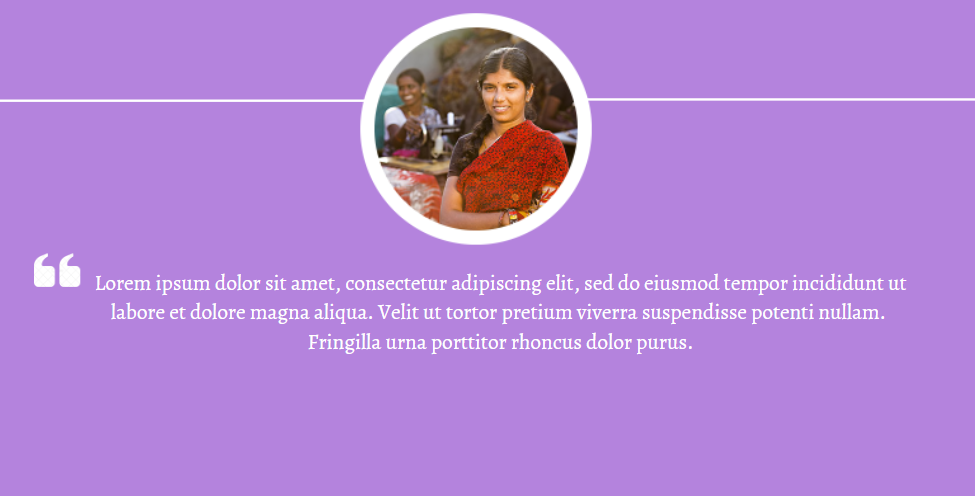 “ Lorem ipsum dolor sit amet, consectetur adipiscing elit, sed do eiusmod tempor incididunt ut
labore et dolore magna aliqua. Velit ut tortor pretium viverra suspendisse potenti nullam.
Fringilla urna porttitor rhoncus dolor purus.